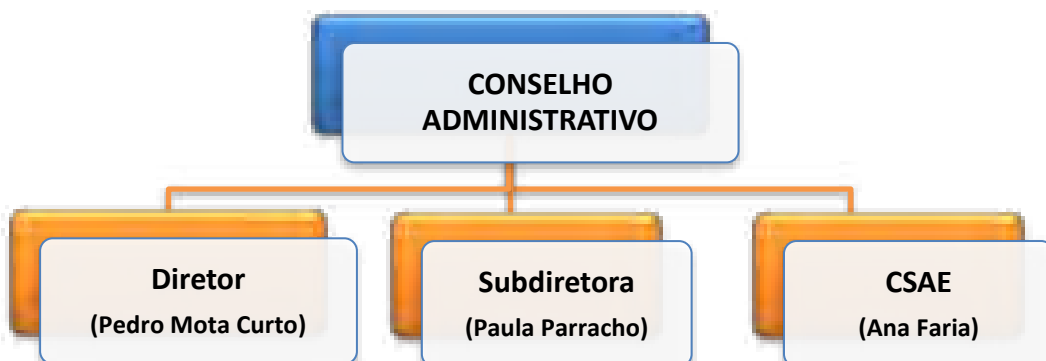 CONSELHO
ADMINISTRATIVO
Diretor
(Pedro Mota Curto)
Subdiretora
(Paula Parracho)
CSAE
(Ana Faria)